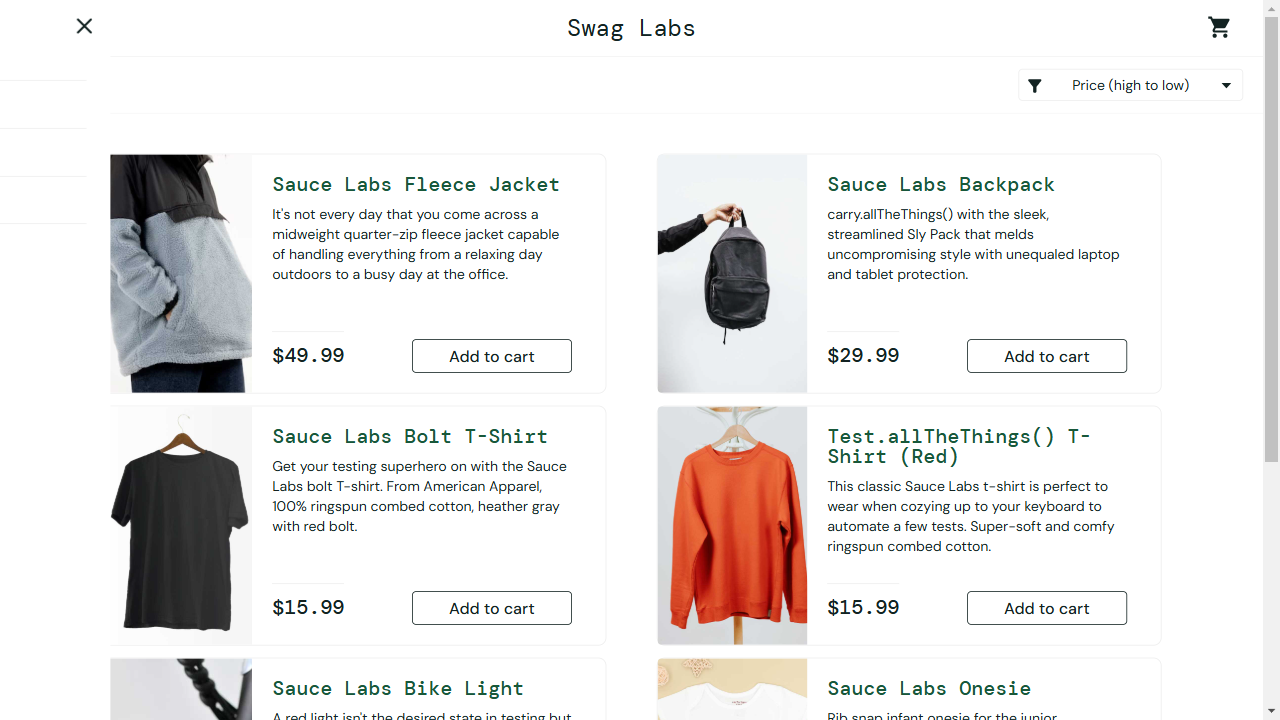 Swag Labs
Price (high to low)
Sauce Labs Fleece Jacket
It's not every day that you come across a
midweight quarter-zip fleece jacket capable
of handling everything from a relaxing day
outdoors to a busy day at the office.
$49.99
Add to cart
Sauce Labs Backpack
carry.allTheThings() with the sleek,
streamlined Sly Pack that melds
uncompromising style with unequaled laptop
and tablet protection.
$29.99
Add to cart
Sauce Labs Bolt T-Shirt
Get your testing superhero on with the Sauce
Labs bolt T-shirt. From American Apparel,
100% ringspun combed cotton, heather gray
with red bolt.
$15.99
Add to cart
Test.allTheThings() T-
Shirt (Red)
This classic Sauce Labs t-shirt is perfect to
wear when cozying up to your keyboard to
automate a few tests. Super-soft and comfy
ringspun combed cotton.
$15.99
Add to cart
Sauce Labs Bike Light
A red light isn't the desired state in testing but
Sauce Labs Onesie
Rib snap infant onesie for the junior